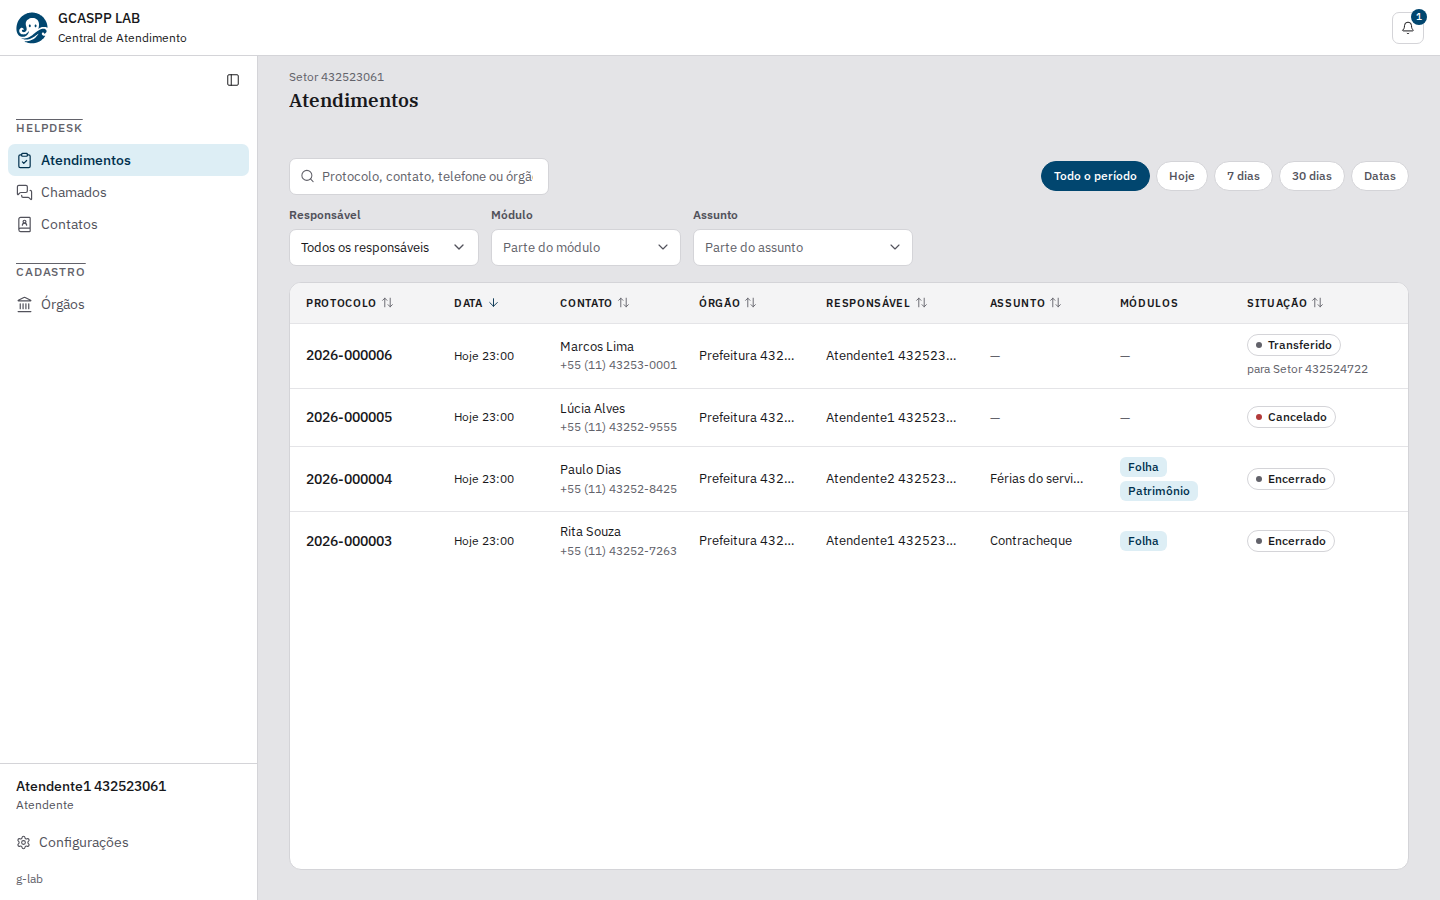 GCASPP LAB
Central de Atendimento
1
HELPDESK
Atendimentos
Chamados
Contatos
CADASTRO
Órgãos
Atendente1 432523061
Atendente
Configurações
g-lab
Setor 432523061
Atendimentos
Protocolo, contato, telefone ou órgã
Todo o período Hoje 7 dias 30 dias Datas
Responsável Módulo Assunto
Todos os responsáveis Parte do módulo Parte do assunto
PROTOCOLO DATA CONTATO ÓRGÃO RESPONSÁVEL ASSUNTO MÓDULOS SITUAÇÃO
2026-000006 Hoje 23:00 Marcos Lima Prefeitura 432... Atendente1 432523... — — Transferido
+55 (11) 43253-0001 para Setor 432524722
2026-000005 Hoje 23:00 Lúcia Alves Prefeitura 432... Atendente1 432523... — — Cancelado
+55 (11) 43252-9555
2026-000004 Hoje 23:00 Paulo Dias Prefeitura 432... Atendente2 432523... Férias do servi... Folha Encerrado
+55 (11) 43252-8425 Patrimônio
2026-000003 Hoje 23:00 Rita Souza Prefeitura 432... Atendente1 432523... Contracheque Folha Encerrado
+55 (11) 43252-7263